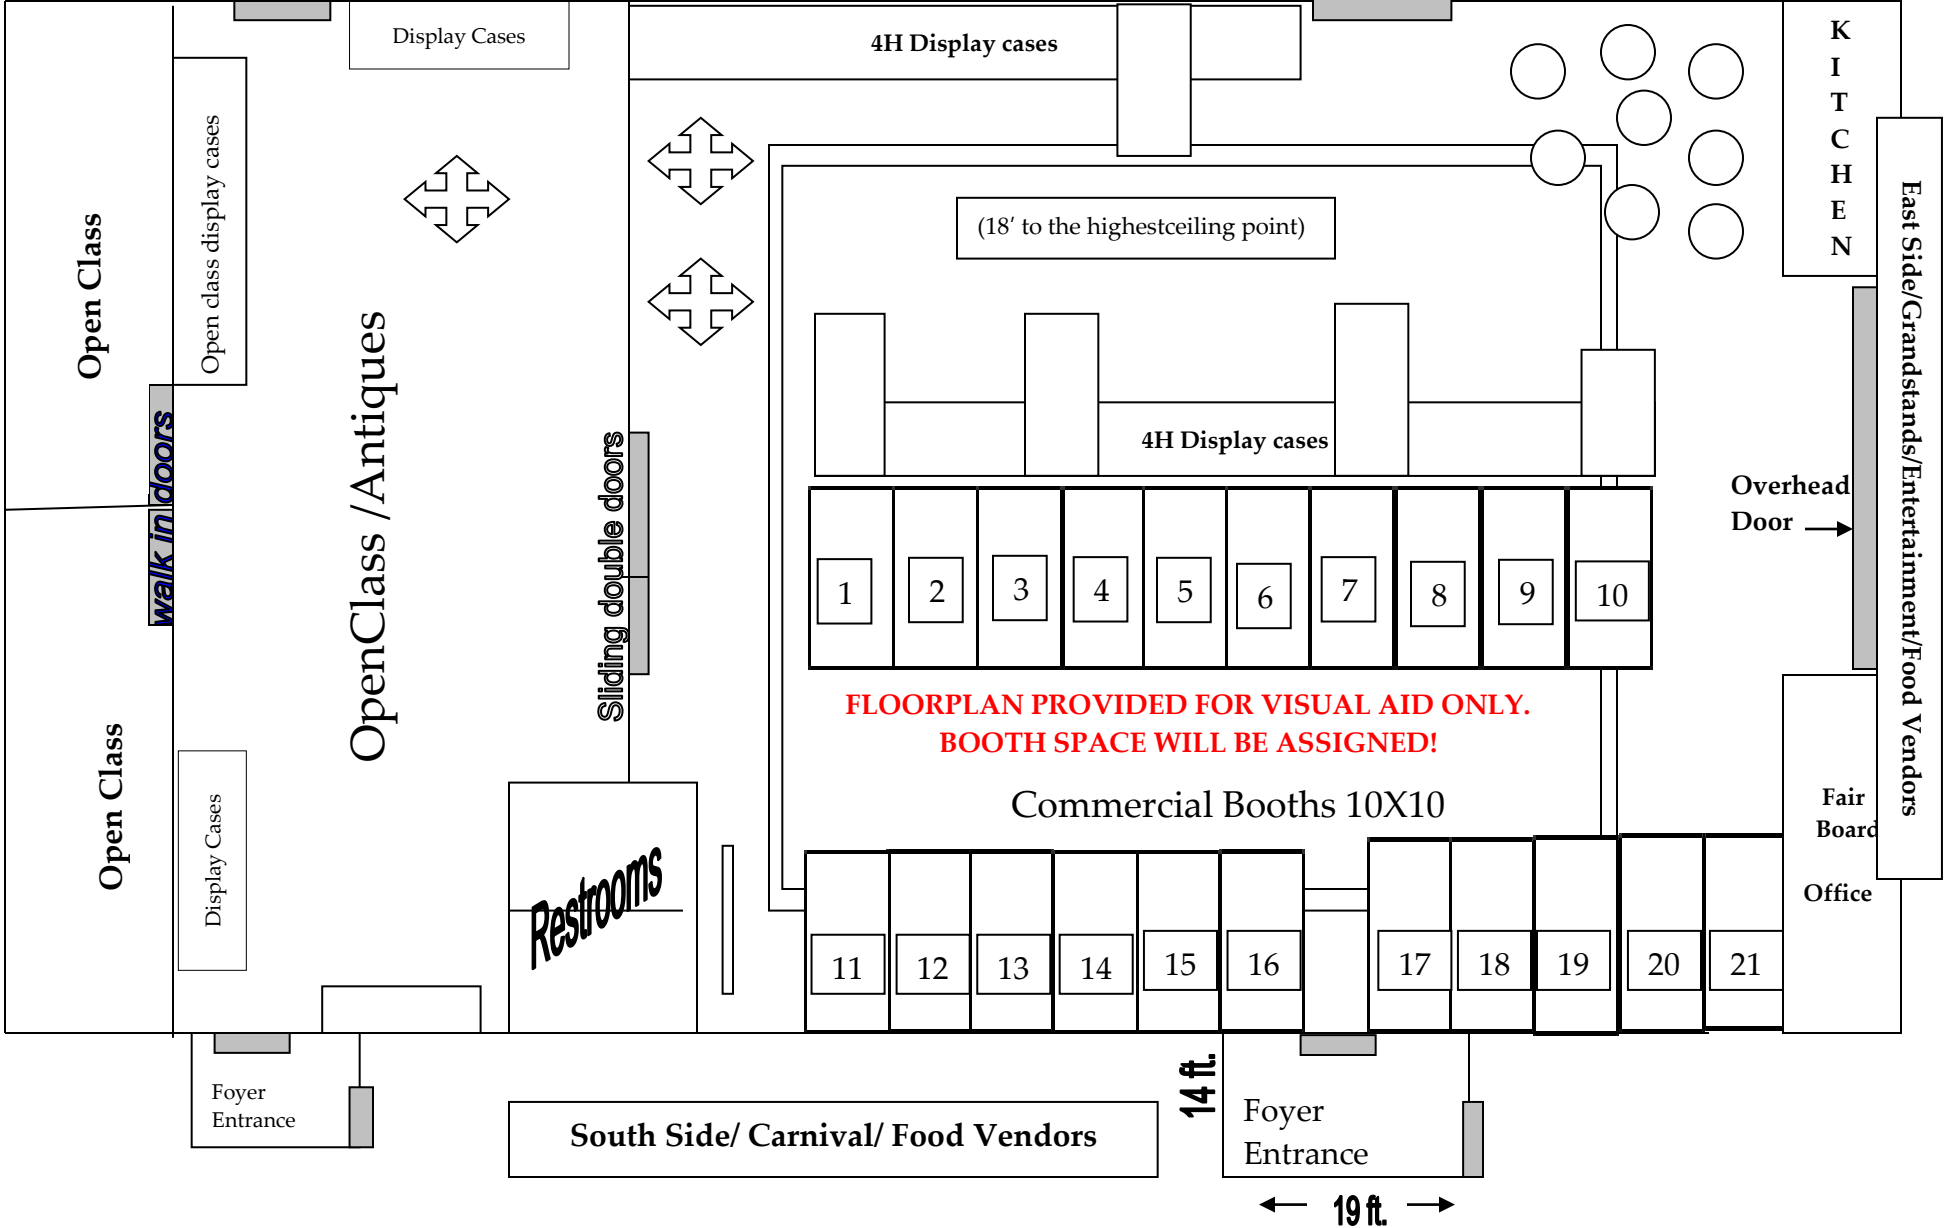 Display Cases
4H Display cases
K
I
T
C
H
E
N
Open Class
Open class display cases
(18’ to the highestceiling point)
East Side/Grandstands/Entertainment/Food Vendors
OpenClass /Antiques
walk in doors
Sliding double doors
4H Display cases
Overhead
Door
1 2 3 4 5 6 7 8 9 10
FLOORPLAN PROVIDED FOR VISUAL AID ONLY.
BOOTH SPACE WILL BE ASSIGNED!
Commercial Booths 10X10
Open Class
Display Cases
Restrooms
Fair
Board
Office
11 12 13 14 15 16 17 18 19 20 21
Foyer
Entrance
South Side/ Carnival/ Food Vendors
14 ft.
Foyer
Entrance
19 ft.